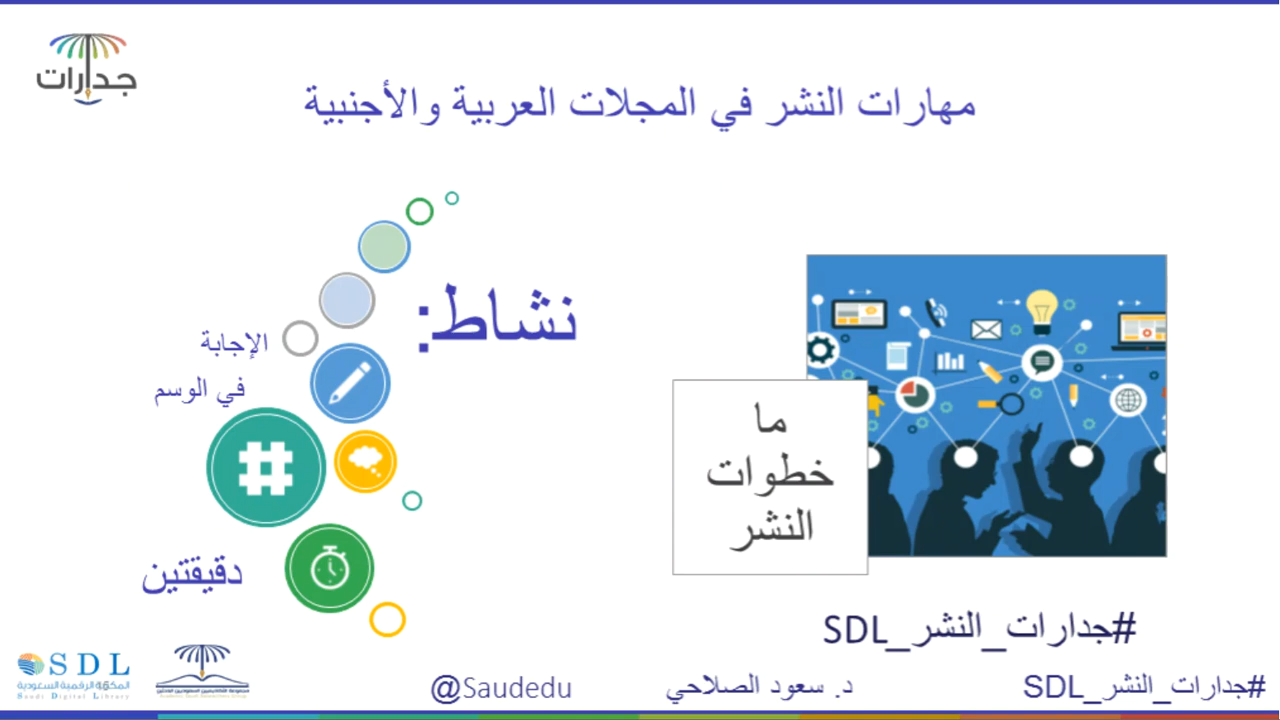 جدارات
مهارات النشر في المجلات العربية والأجنبية
نشاط:
الإجابة
في الوسم
#
دقيقتين
ما
خطوات
النشر
#جدارات_النشر_SDL
#جدارات_النشر_SDL
د. سعود الصلاحي
@Saudedu
SDL
المكتبة الرقمية السعودية
Saudi Digital Library
15